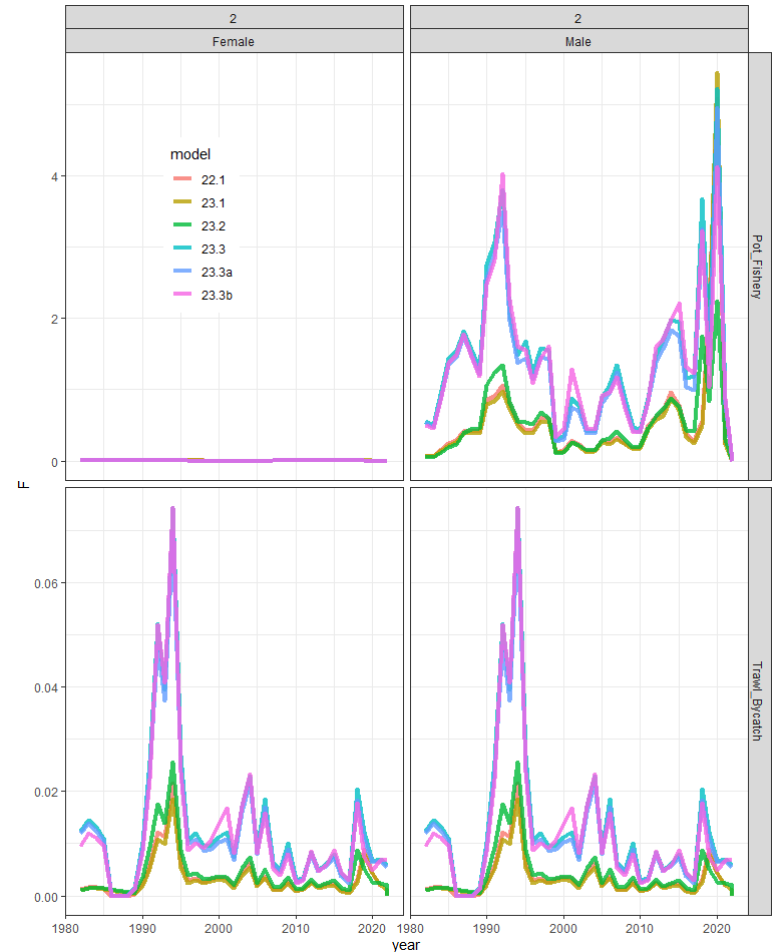 2
2
Female
Male
model
22.1
23.1
23.2
23.3
23.3a
23.3b
4
2
0
Pot_Fishery
F
0.06
0.04
0.02
0.00
Trawl_Bycatch
1980
1990
2000
2010
2020
1980
1990
2000
2010
2020
year